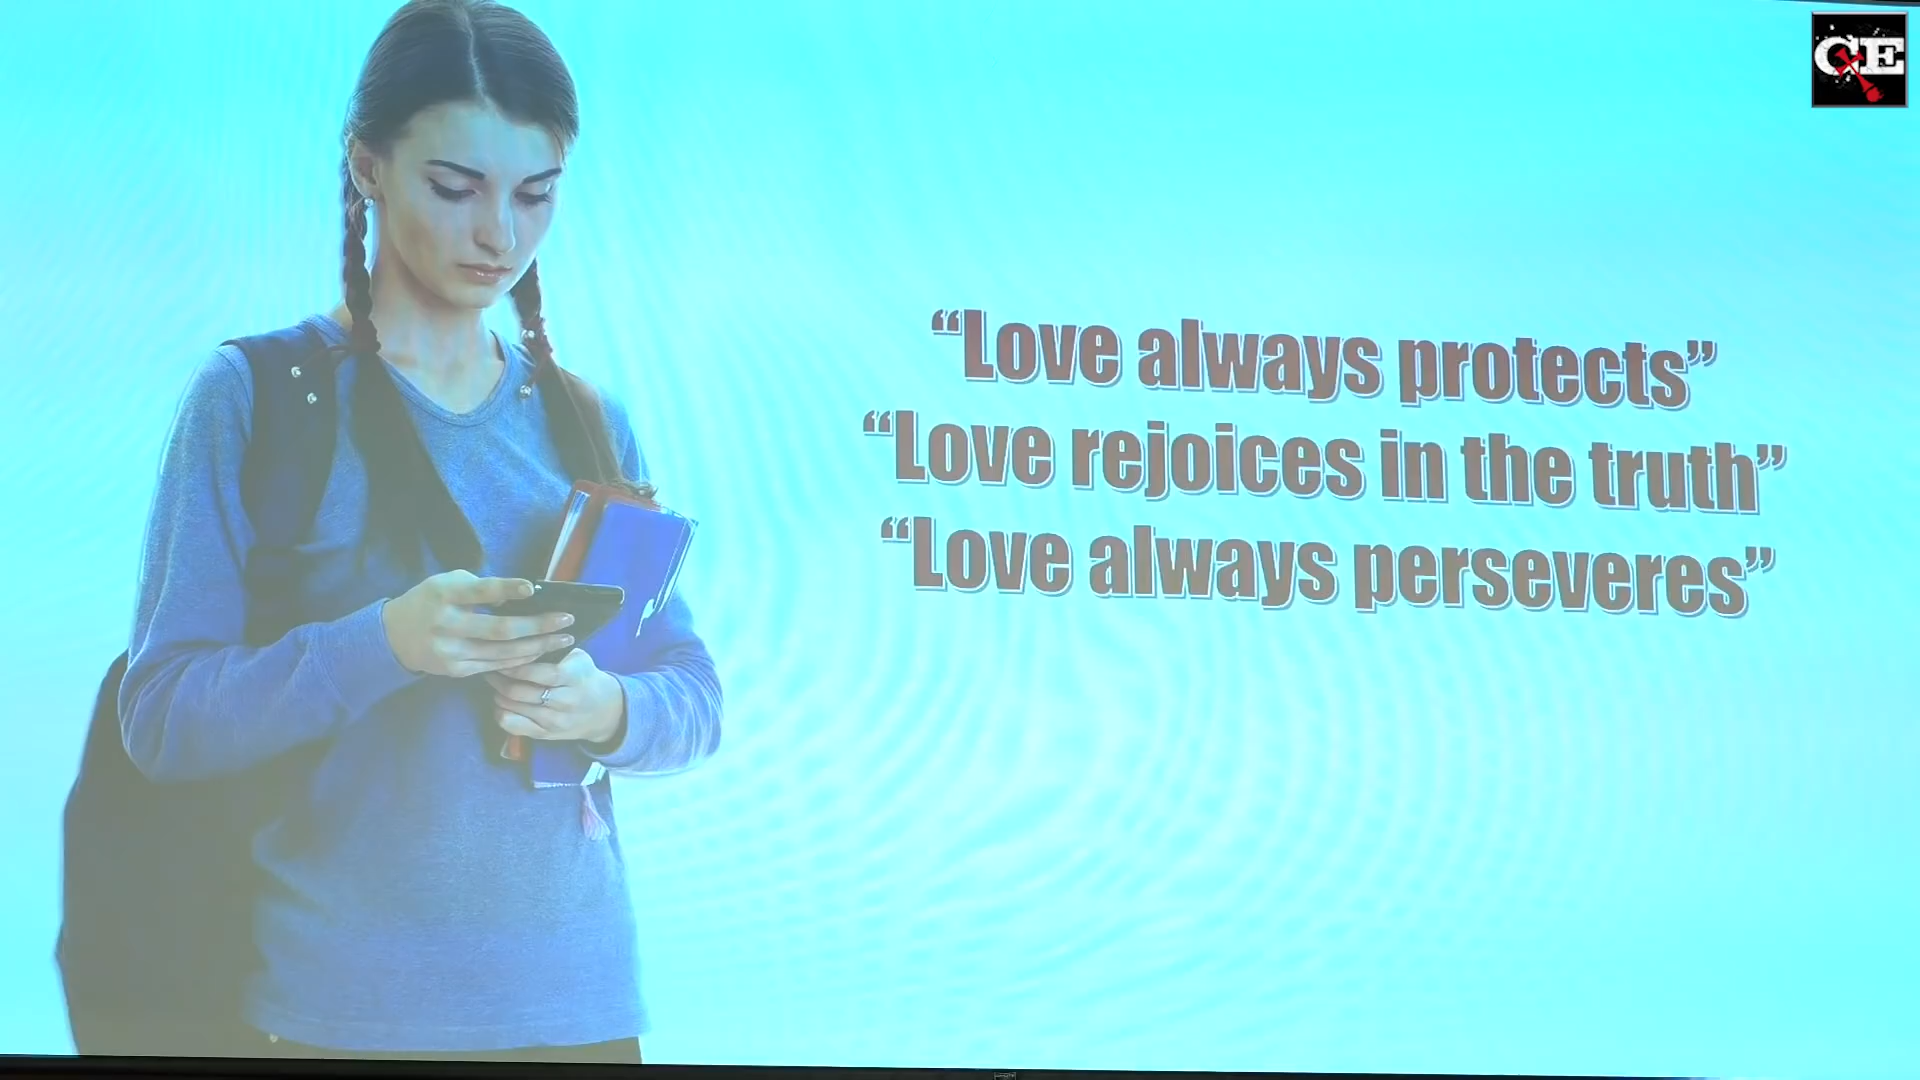 CE
“Love always protects”
“Love rejoices in the truth”
“Love always perseveres”